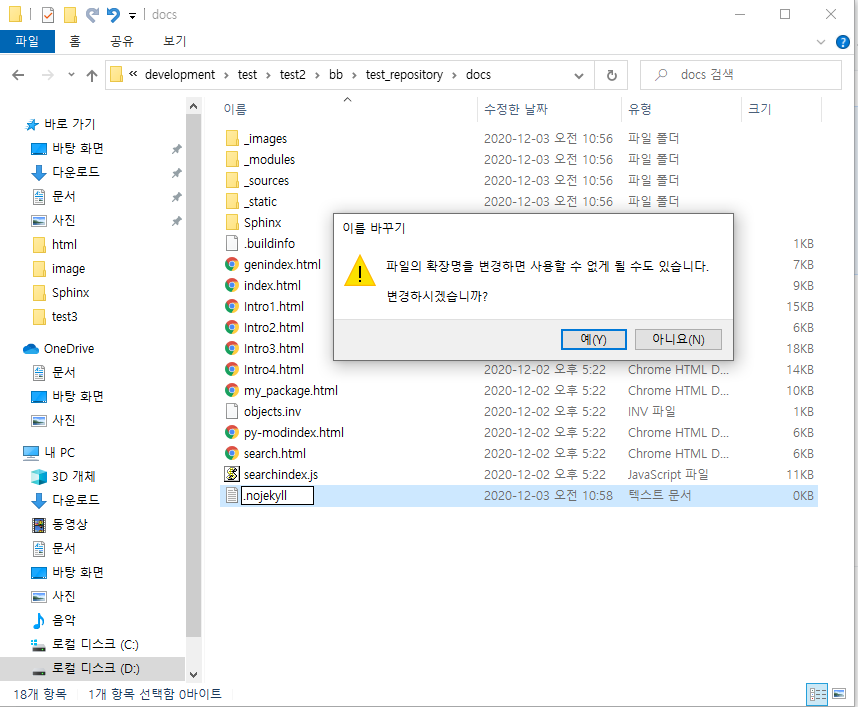 docs
파일 홈 공유 보기
« development › test › test2 › bb › test_repository › docs
docs 검색
이름 수정한 날짜 유형 크기
바로 가기
바탕 화면
다운로드
문서
사진
html
image
Sphinx
test3
OneDrive
문서
바탕 화면
사진
내 PC
3D 개체
다운로드
동영상
문서
바탕 화면
사진
음악
로컬 디스크 (C:)
로컬 디스크 (D:)
_images 2020-12-03 오전 10:56 파일 폴더
_modules 2020-12-03 오전 10:56 파일 폴더
_sources 2020-12-03 오전 10:56 파일 폴더
_static 2020-12-03 오전 10:56 파일 폴더
Sphinx
.buildinfo 1KB
genindex.html 7KB
index.html 9KB
Intro1.html 15KB
Intro2.html 6KB
Intro3.html 18KB
Intro4.html 2020-12-02 오후 5:22 Chrome HTML D... 14KB
my_package.html 2020-12-02 오후 5:22 Chrome HTML D... 10KB
objects.inv 2020-12-02 오후 5:22 INV 파일 1KB
py-modindex.html 2020-12-02 오후 5:22 Chrome HTML D... 6KB
search.html 2020-12-02 오후 5:22 Chrome HTML D... 6KB
searchindex.js 2020-12-02 오후 5:22 JavaScript 파일 11KB
.nojekyll 2020-12-03 오전 10:58 텍스트 문서 0KB
이름 바꾸기
파일의 확장명을 변경하면 사용할 수 없게 될 수도 있습니다.
변경하시겠습니까?
예(Y) 아니요(N)
18개 항목 1개 항목 선택함 0바이트